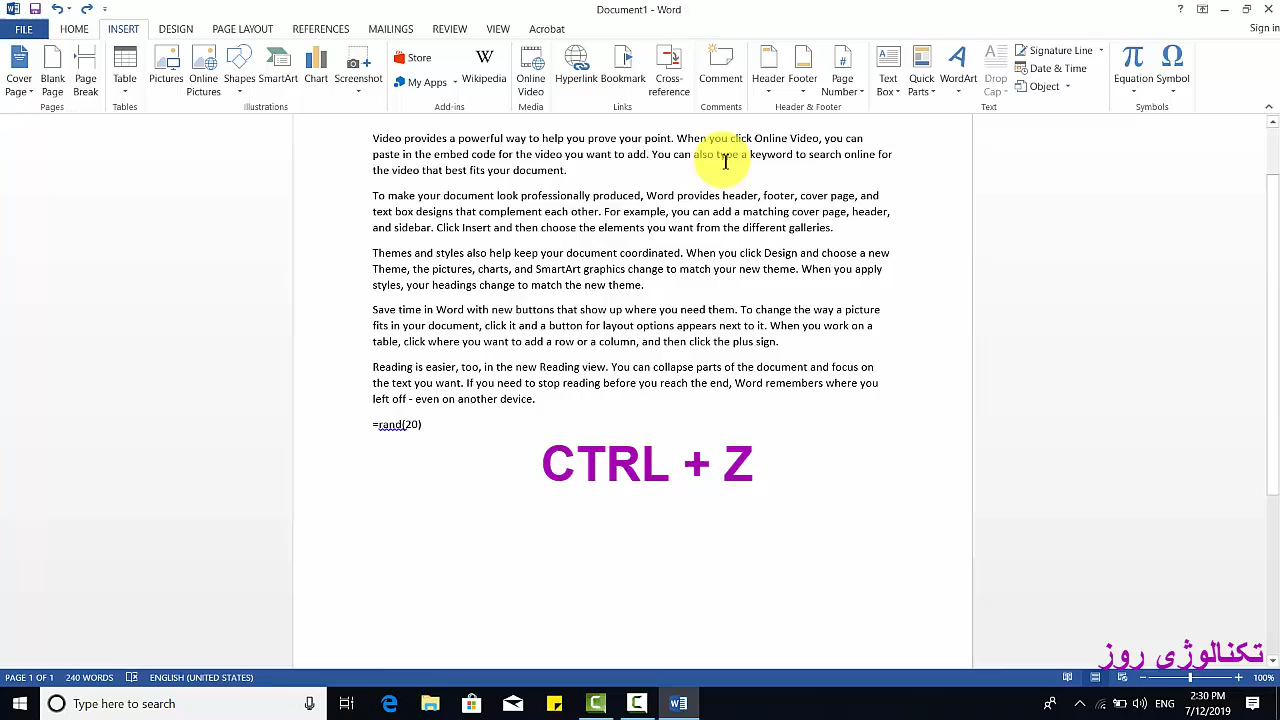 Document1 - Word
Sign in
FILE
HOME
INSERT
DESIGN
PAGE LAYOUT
REFERENCES
MAILINGS
REVIEW
VIEW
Acrobat
Cover Page
Blank Page
Page Break
Pages
Table
Tables
Pictures
Online Pictures
Shapes
SmartArt
Chart
Screenshot
Illustrations
Store
My Apps
Wikipedia
Add-ins
Online Video
Media
Hyperlink
Bookmark
Cross-reference
Links
Comment
Comments
Header
Footer
Page Number
Header & Footer
Text Box
Quick Parts
WordArt
Drop Cap
Signature Line
Date & Time
Object
Text
Equation
Symbol
Symbols
Video provides a powerful way to help you prove your point. When you click Online Video, you can
paste in the embed code for the video you want to add. You can also type a keyword to search online for
the video that best fits your document.
To make your document look professionally produced, Word provides header, footer, cover page, and
text box designs that complement each other. For example, you can add a matching cover page, header,
and sidebar. Click Insert and then choose the elements you want from the different galleries.
Themes and styles also help keep your document coordinated. When you click Design and choose a new
Theme, the pictures, charts, and SmartArt graphics change to match your new theme. When you apply
styles, your headings change to match the new theme.
Save time in Word with new buttons that show up where you need them. To change the way a picture
fits in your document, click it and a button for layout options appears next to it. When you work on a
table, click where you want to add a row or a column, and then click the plus sign.
Reading is easier, too, in the new Reading view. You can collapse parts of the document and focus on
the text you want. If you need to stop reading before you reach the end, Word remembers where you
left off - even on another device.
=rand(20)
CTRL + Z
تکنالوژی روز
PAGE 1 OF 1
240 WORDS
ENGLISH (UNITED STATES)
100%
Type here to search
ENG
2:30 PM
7/12/2019